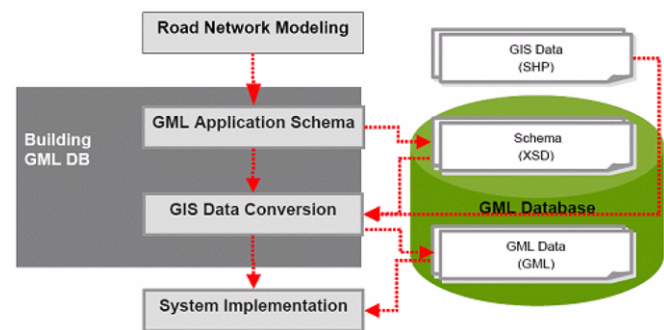 Road Network Modeling
GIS Data
(SHP)
Building
GML DB
GML Application Schema
Schema
(XSD)
GIS Data Conversion
GML Database
GML Data
(GML)
System Implementation